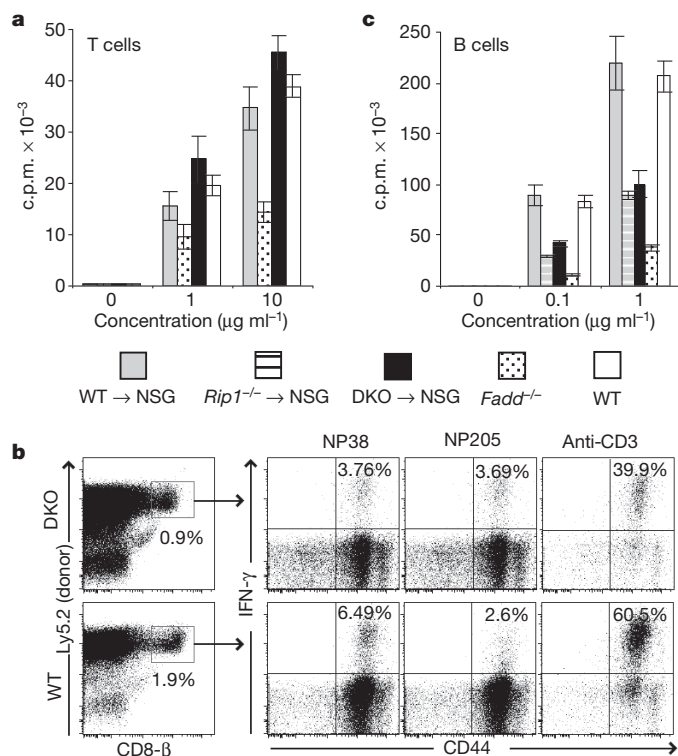 a
T cells
c.p.m. × 10⁻³
50
40
30
20
10
0
0 1 10
Concentration (μg ml⁻¹)
c
B cells
c.p.m. × 10⁻³
250
200
150
100
50
0
0 0.1 1
Concentration (μg ml⁻¹)
WT → NSG Rip1⁻/⁻ → NSG DKO → NSG Fadd⁻/⁻ WT
b
NP38 NP205 Anti-CD3
DKO
WT
Ly5.2 (donor)
IFN-γ
0.9%
3.76% 3.69% 39.9%
1.9%
6.49% 2.6% 60.5%
CD8-β
CD44